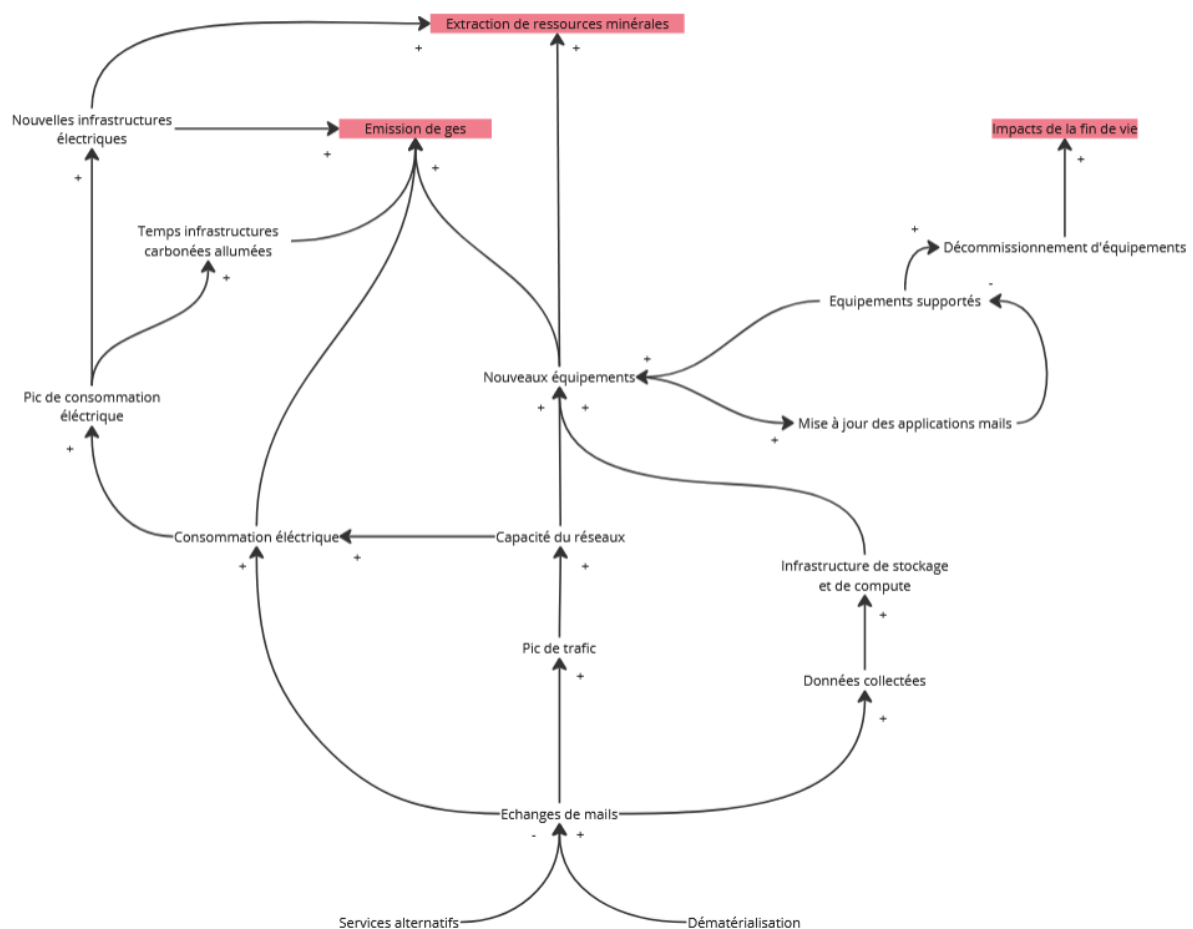 Extraction de ressources minérales
+
+
Nouvelles infrastructures
électriques
Emission de ges
Impacts de la fin de vie
+
+
+
+
Temps infrastructures
carbonées allumées
+
Décommissionnement d'équipements
+
-
Equipements supportés
+
Nouveaux équipements
Pic de consommation
éléctrique
+
+
Mise à jour des applications mails
+
+
Consommation éléctrique
Capacité du réseaux
+
+
+
Infrastructure de stockage
et de compute
+
Pic de trafic
+
Données collectées
+
Echanges de mails
-
+
Services alternatifs
Dématérialisation